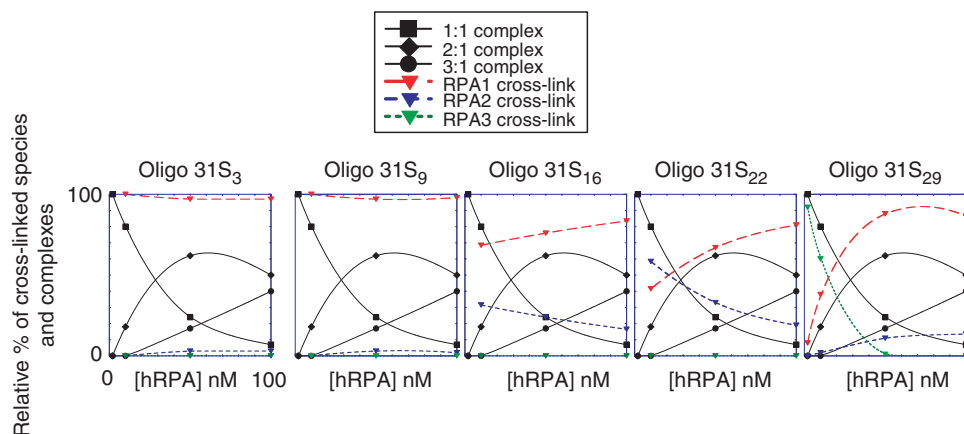 1:1 complex
2:1 complex
3:1 complex
RPA1 cross-link
RPA2 cross-link
RPA3 cross-link
Relative % of cross-linked species
and complexes
Oligo 31S3
Oligo 31S9
Oligo 31S16
Oligo 31S22
Oligo 31S29
100
0
0
100
[hRPA] nM
[hRPA] nM
[hRPA] nM
[hRPA] nM
[hRPA] nM